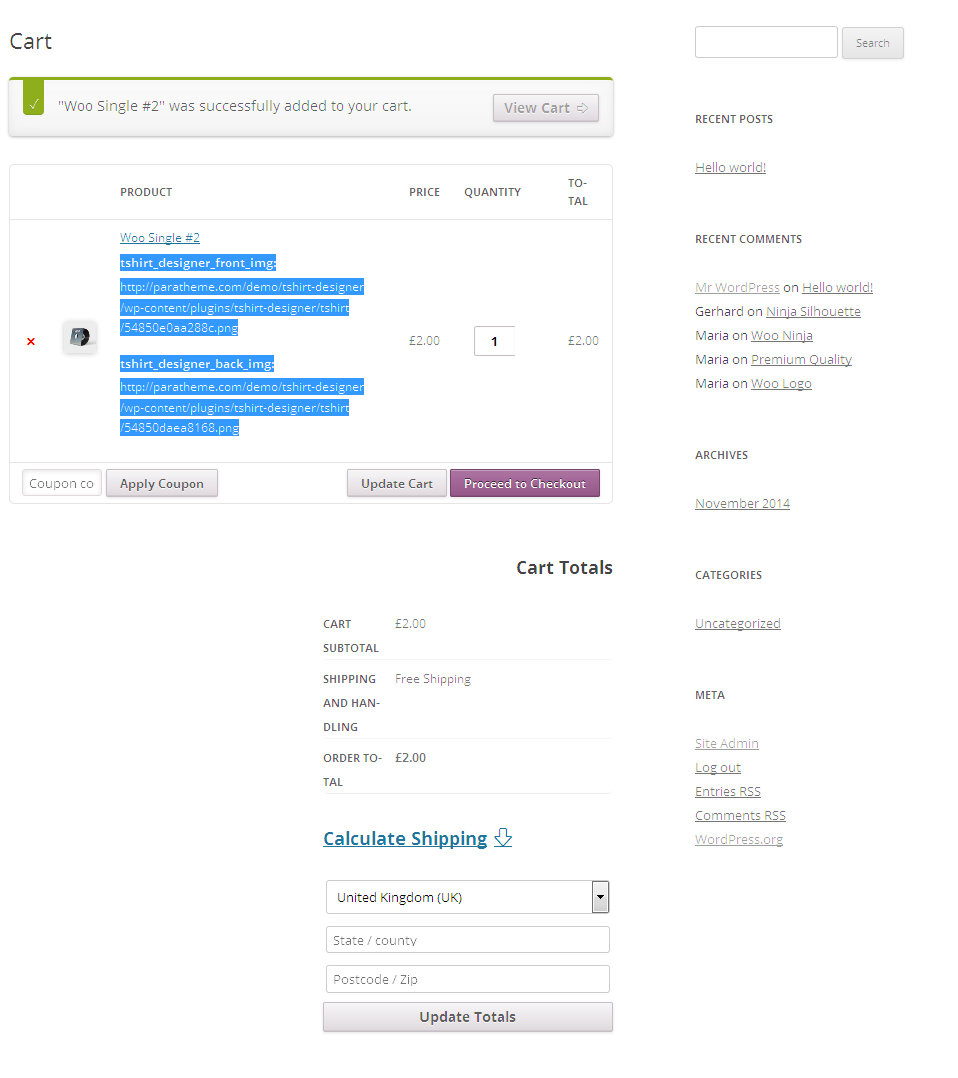 Cart
"Woo Single #2" was successfully added to your cart.
View Cart
PRODUCT
PRICE
QUANTITY
TO-
TAL
Woo Single #2
tshirt_designer_front_img:
http://paratheme.com/demo/tshirt-designer
/wp-content/plugins/tshirt-designer/tshirt
/54850e0aa288c.png
tshirt_designer_back_img:
http://paratheme.com/demo/tshirt-designer
/wp-content/plugins/tshirt-designer/tshirt
/54850daea8168.png
£2.00
1
£2.00
Coupon co
Apply Coupon
Update Cart
Proceed to Checkout
Cart Totals
CART
SUBTOTAL
£2.00
SHIPPING
AND HAN-
DLING
Free Shipping
ORDER TO-
TAL
£2.00
Calculate Shipping
United Kingdom (UK)
State / county
Postcode / Zip
Update Totals
Search
RECENT POSTS
Hello world!
RECENT COMMENTS
Mr WordPress on Hello world!
Gerhard on Ninja Silhouette
Maria on Woo Ninja
Maria on Premium Quality
Maria on Woo Logo
ARCHIVES
November 2014
CATEGORIES
Uncategorized
META
Site Admin
Log out
Entries RSS
Comments RSS
WordPress.org